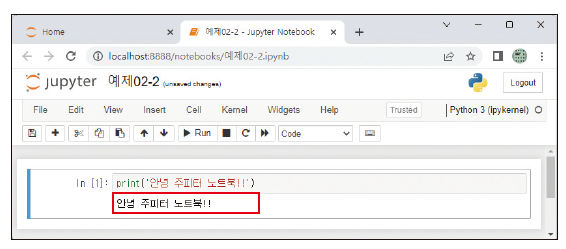 Home
예제02-2 - Jupyter Notebook
localhost:8888/notebooks/예제02-2.ipynb
jupyter 예제02-2 (unsaved changes)
Logout
File Edit View Insert Cell Kernel Widgets Help
Trusted
Python 3 (ipykernel)
Run
Code
In [1]: print('안녕 주피터 노트북!!')
안녕 주피터 노트북!!